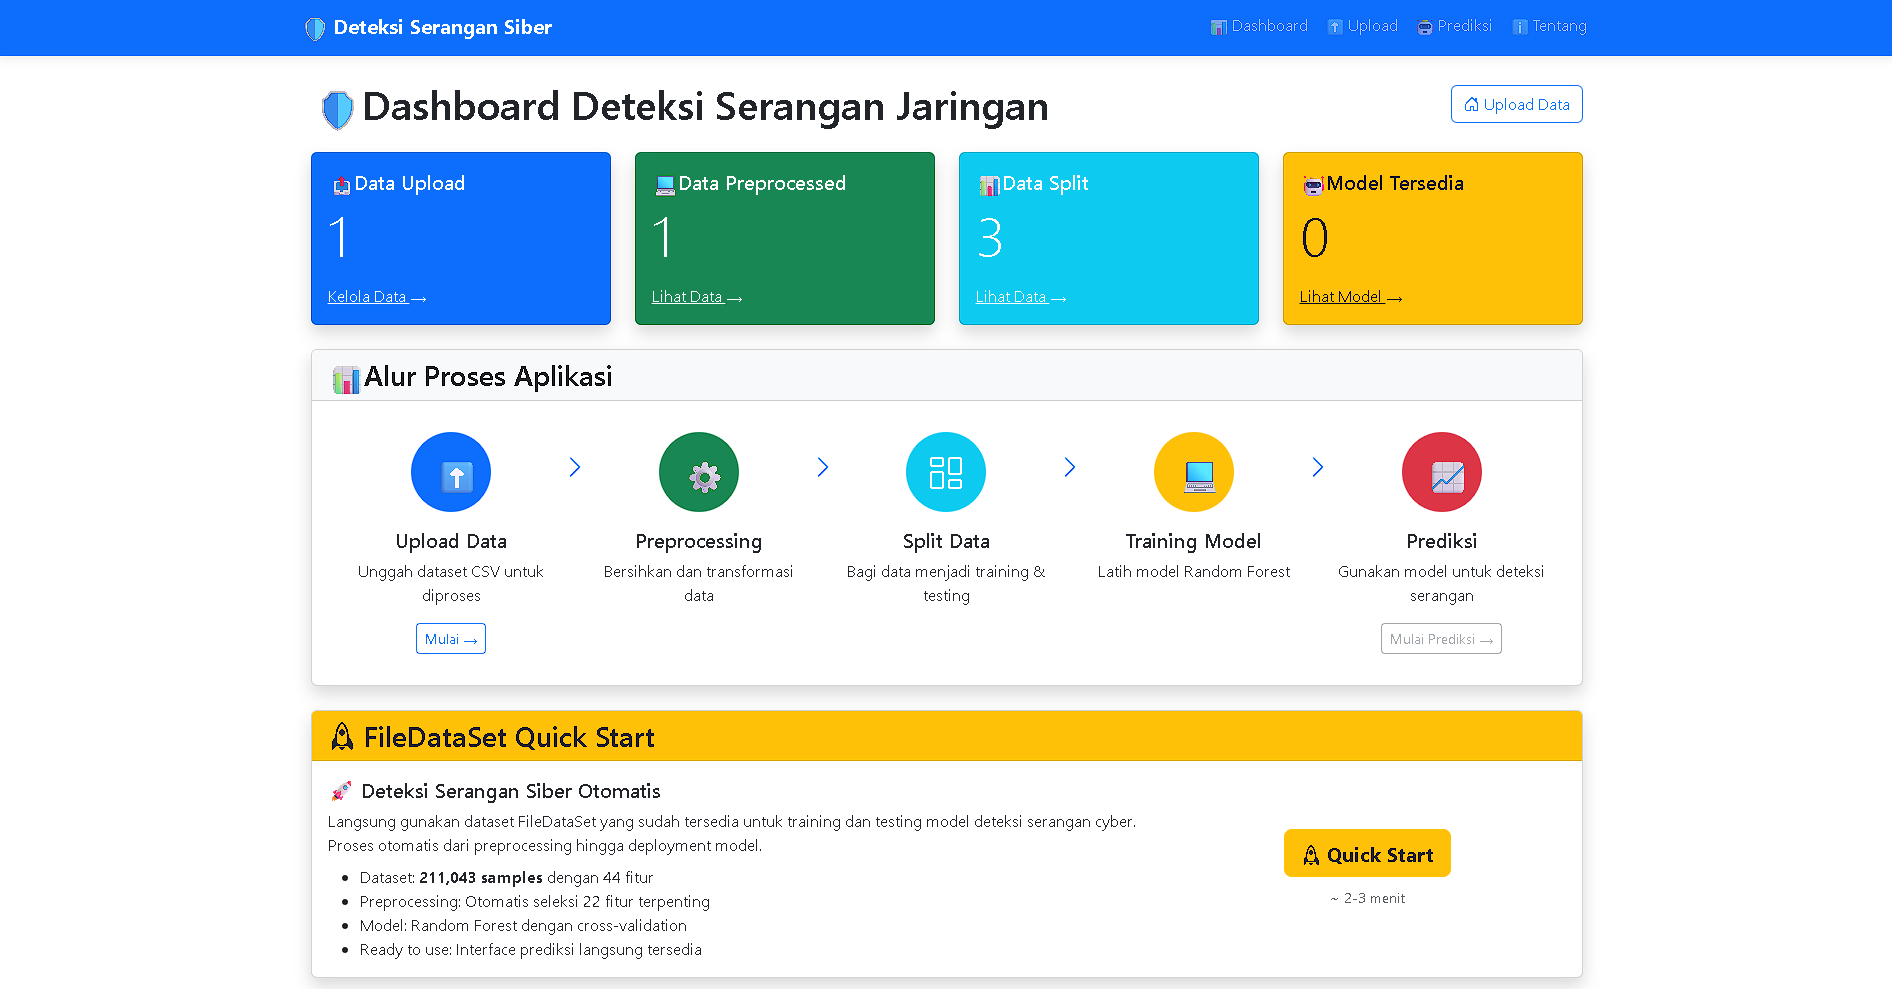 Deteksi Serangan Siber
Dashboard Upload Prediksi Tentang
Dashboard Deteksi Serangan Jaringan
Upload Data
Data Upload
1
Kelola Data →
Data Preprocessed
1
Lihat Data →
Data Split
3
Lihat Data →
Model Tersedia
0
Lihat Model →
Alur Proses Aplikasi
Upload Data
Unggah dataset CSV untuk
diproses
Mulai →
Preprocessing
Bersihkan dan transformasi
data
Split Data
Bagi data menjadi training &
testing
Training Model
Latih model Random Forest
Prediksi
Gunakan model untuk deteksi
serangan
Mulai Prediksi →
FileDataSet Quick Start
Deteksi Serangan Siber Otomatis
Langsung gunakan dataset FileDataSet yang sudah tersedia untuk training dan testing model deteksi serangan cyber.
Proses otomatis dari preprocessing hingga deployment model.
• Dataset: 211,043 samples dengan 44 fitur
• Preprocessing: Otomatis seleksi 22 fitur terpenting
• Model: Random Forest dengan cross-validation
• Ready to use: Interface prediksi langsung tersedia
Quick Start
~ 2-3 menit